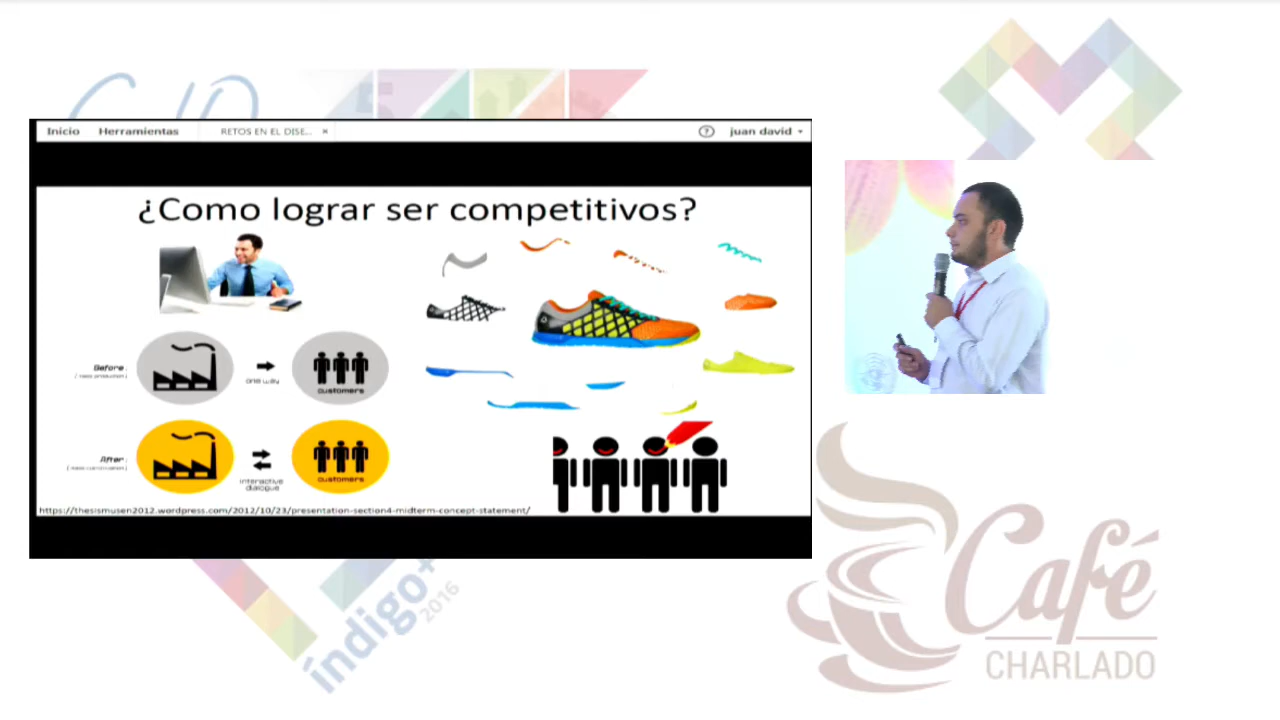 Inicio Herramientas RETOS EN EL DISE... × ? juan david
¿Como lograr ser competitivos?
Before :
one way
customers
After :
interactive
dialogue
customers
https://thesismusen2012.wordpress.com/2012/10/23/presentation-section4-midterm-concept-statement/
índigo+
2016
Café
CHARLADO